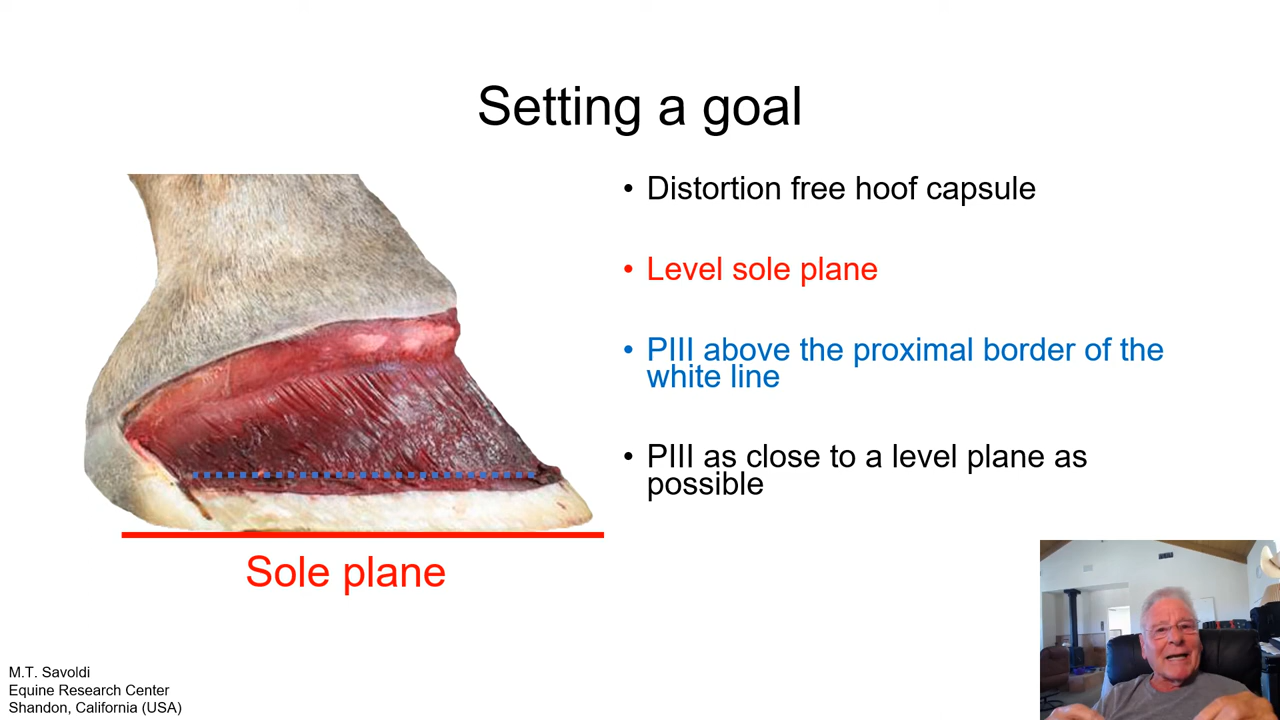 Setting a goal
• Distortion free hoof capsule
• Level sole plane
• PIII above the proximal border of the
white line
• PIII as close to a level plane as
possible
Sole plane
M.T. Savoldi
Equine Research Center
Shandon, California (USA)